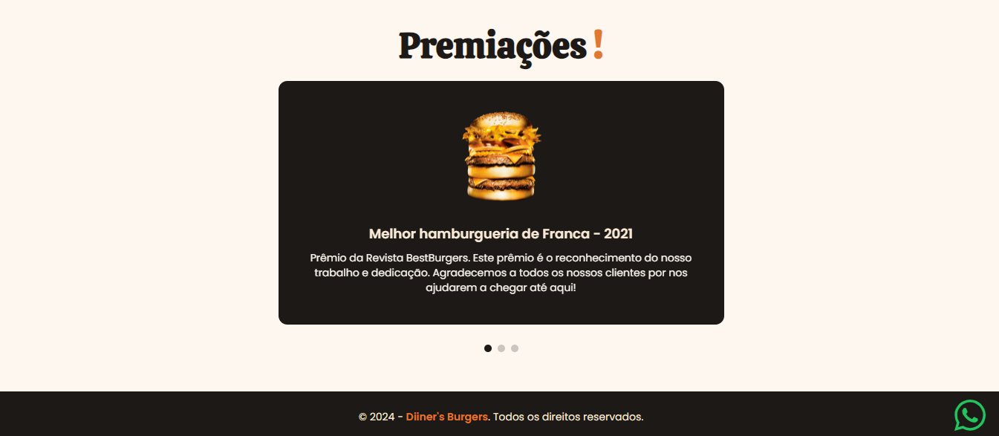 Premiações!
Melhor hamburgueria de Franca - 2021
Prêmio da Revista BestBurgers. Este prêmio é o reconhecimento do nosso
trabalho e dedicação. Agradecemos a todos os nossos clientes por nos
ajudarem a chegar até aqui!
© 2024 - Diiner's Burgers. Todos os direitos reservados.